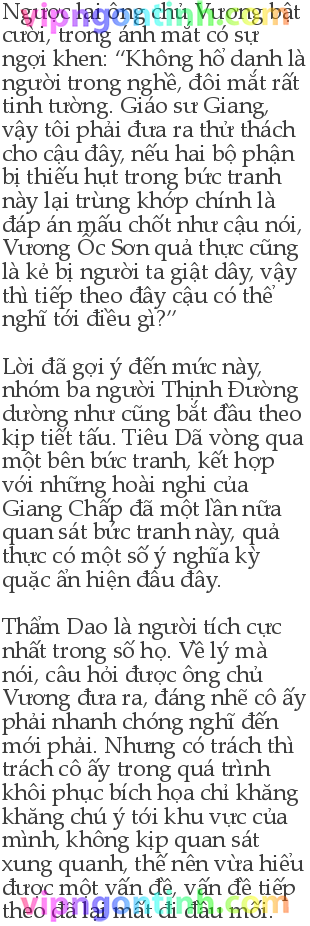 Ngược lại ông chủ Vương bật
cười, trong ánh mắt có sự
ngợi khen: “Không hổ danh là
người trong nghề, đôi mắt rất
tinh tường. Giáo sư Giang,
vậy tôi phải đưa ra thử thách
cho cậu đây, nếu hai bộ phận
bị thiếu hụt trong bức tranh
này lại trùng khớp chính là
đáp án mấu chốt như cậu nói,
Vương Ốc Sơn quả thực cũng
là kẻ bị người ta giật dây, vậy
thì tiếp theo đây cậu có thể
nghĩ tới điều gì?”

Lời đã gợi ý đến mức này,
nhóm ba người Thịnh Đường
dường như cũng bắt đầu theo
kịp tiết tấu. Tiêu Dã vòng qua
một bên bức tranh, kết hợp
với những hoài nghi của
Giang Chấp đã một lần nữa
quan sát bức tranh này, quả
thực có một số ý nghĩa kỳ
quặc ẩn hiện đâu đây.

Thẩm Dao là người tích cực
nhất trong số họ. Về lý mà
nói, câu hỏi được ông chủ
Vương đưa ra, đáng nhẽ cô ấy
phải nhanh chóng nghĩ đến
mới phải. Nhưng có trách thì
trách cô ấy trong quá trình
khôi phục bích họa chỉ khăng
khăng chú ý tới khu vực của
mình, không kịp quan sát
xung quanh, thế nên vừa hiểu
được một vấn đề, vấn đề tiếp
theo đã lại mất đi đầu mối.
vipngontinh.com
vipngontinh.com